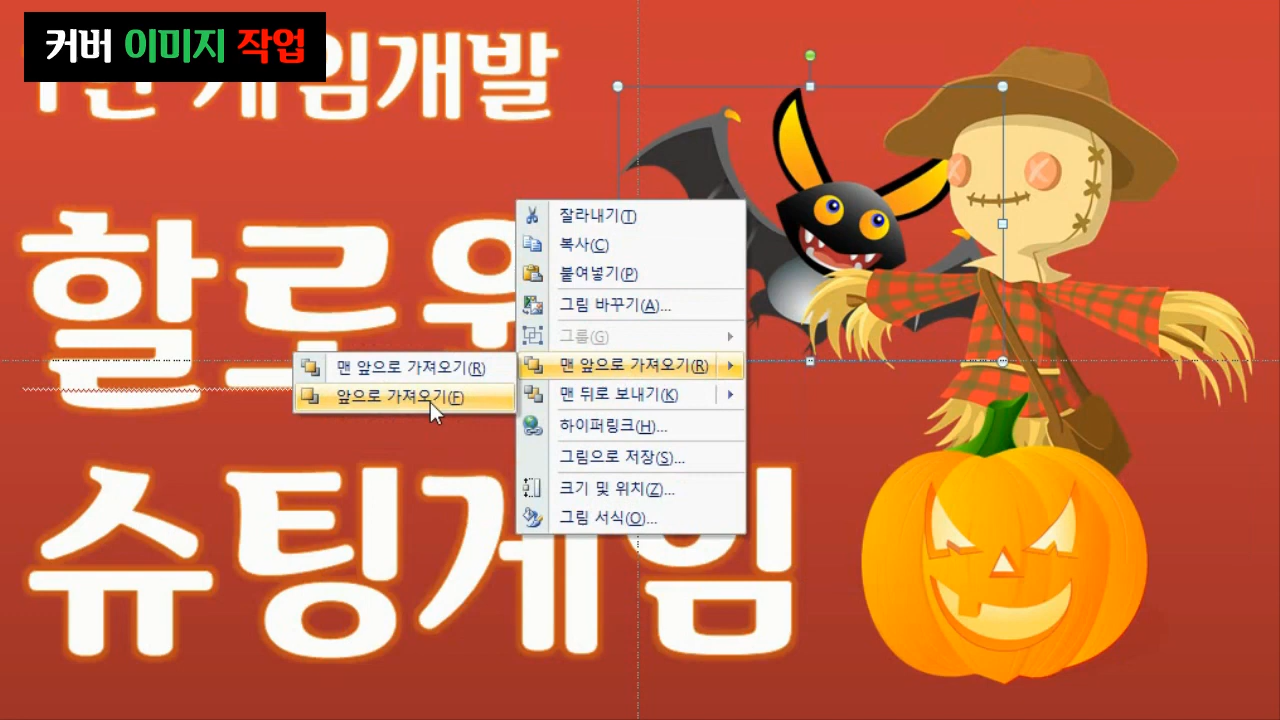 커버 이미지 작업
게임개발
할로우
슈팅게임
잘라내기(T)
복사(C)
붙여넣기(P)
그림 바꾸기(A)...
그룹(G)
맨 앞으로 가져오기(R)
맨 뒤로 보내기(K)
하이퍼링크(H)...
그림으로 저장(S)...
크기 및 위치(Z)...
그림 서식(O)...
맨 앞으로 가져오기(R)
앞으로 가져오기(F)